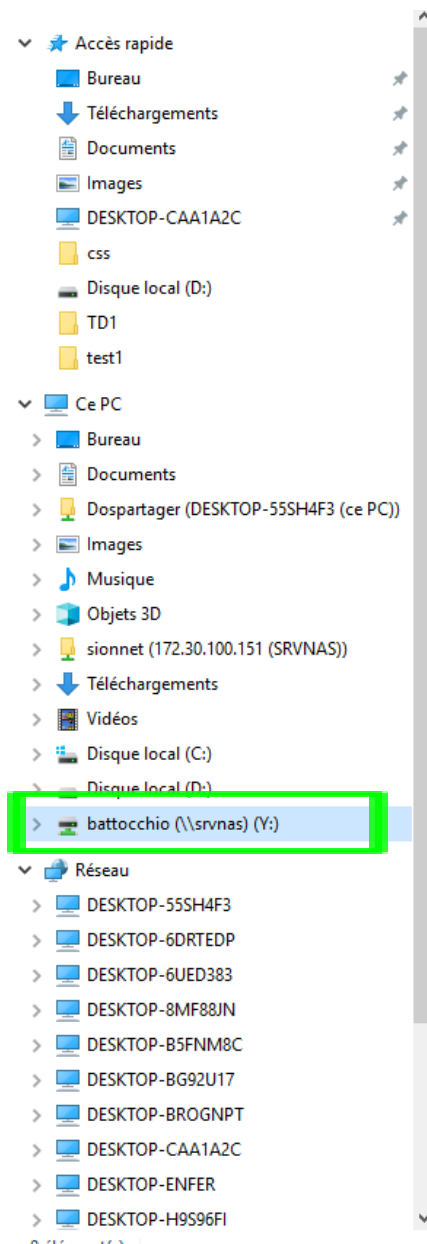 Accès rapide
Bureau
Téléchargements
Documents
Images
DESKTOP-CAA1A2C
css
Disque local (D:)
TD1
test1
Ce PC
Bureau
Documents
Dospartager (DESKTOP-55SH4F3 (ce PC))
Images
Musique
Objets 3D
sionnet (172.30.100.151 (SRVNAS))
Téléchargements
Vidéos
Disque local (C:)
Disque local (D:)
battocchio (\\srvnas) (Y:)
Réseau
DESKTOP-55SH4F3
DESKTOP-6DRTEDP
DESKTOP-6UED383
DESKTOP-8MF88JN
DESKTOP-B5FNM8C
DESKTOP-BG92U17
DESKTOP-BROGNPT
DESKTOP-CAA1A2C
DESKTOP-ENFER
DESKTOP-H9S96FI